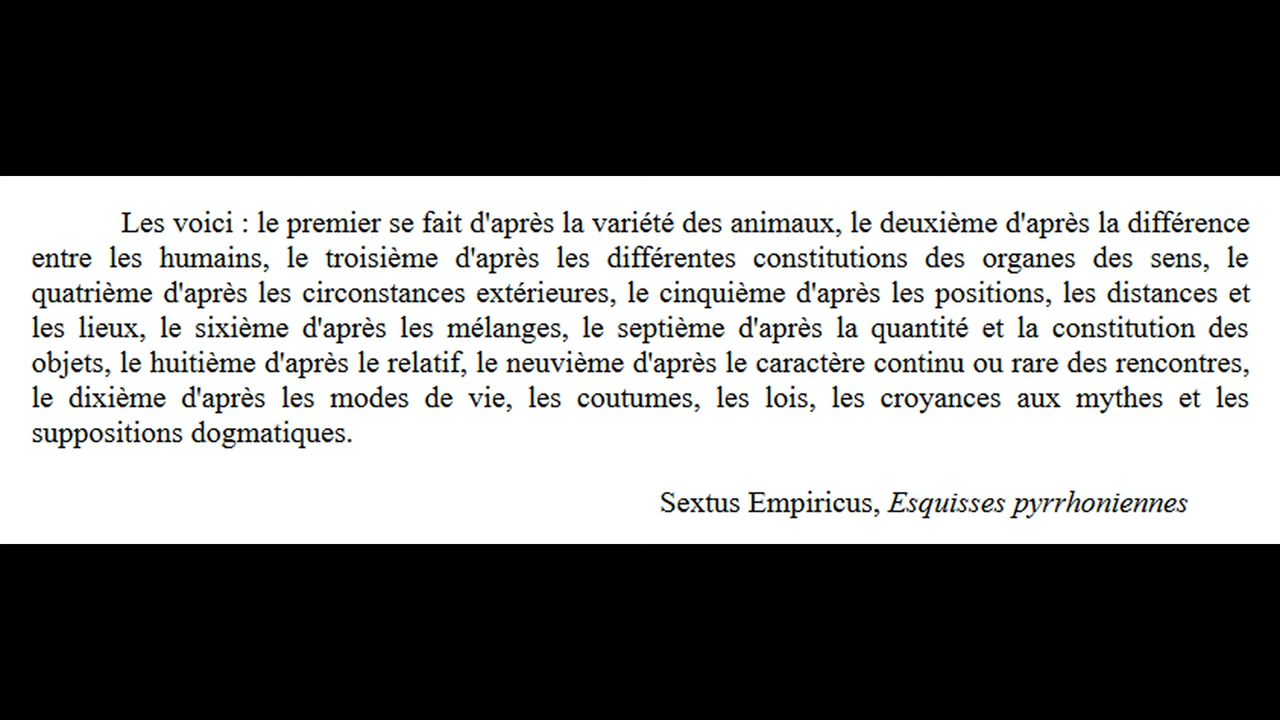 Les voici : le premier se fait d'après la variété des animaux, le deuxième d'après la différence
entre les humains, le troisième d'après les différentes constitutions des organes des sens, le
quatrième d'après les circonstances extérieures, le cinquième d'après les positions, les distances et
les lieux, le sixième d'après les mélanges, le septième d'après la quantité et la constitution des
objets, le huitième d'après le relatif, le neuvième d'après le caractère continu ou rare des rencontres,
le dixième d'après les modes de vie, les coutumes, les lois, les croyances aux mythes et les
suppositions dogmatiques.
Sextus Empiricus, Esquisses pyrrhoniennes